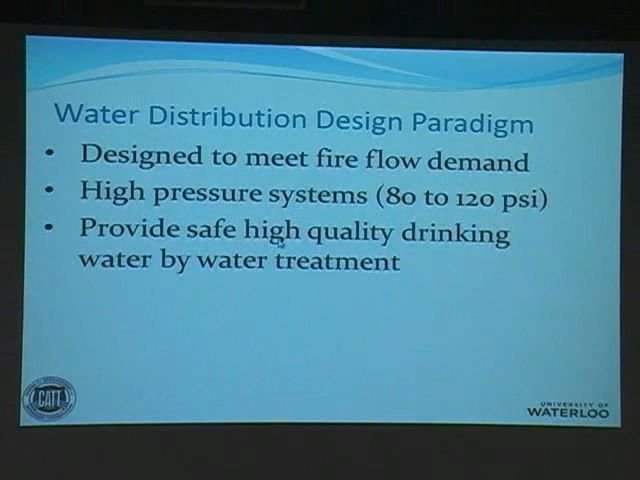 Water Distribution Design Paradigm
• Designed to meet fire flow demand
• High pressure systems (80 to 120 psi)
• Provide safe high quality drinking
water by water treatment
CATT
UNIVERSITY OF
WATERLOO